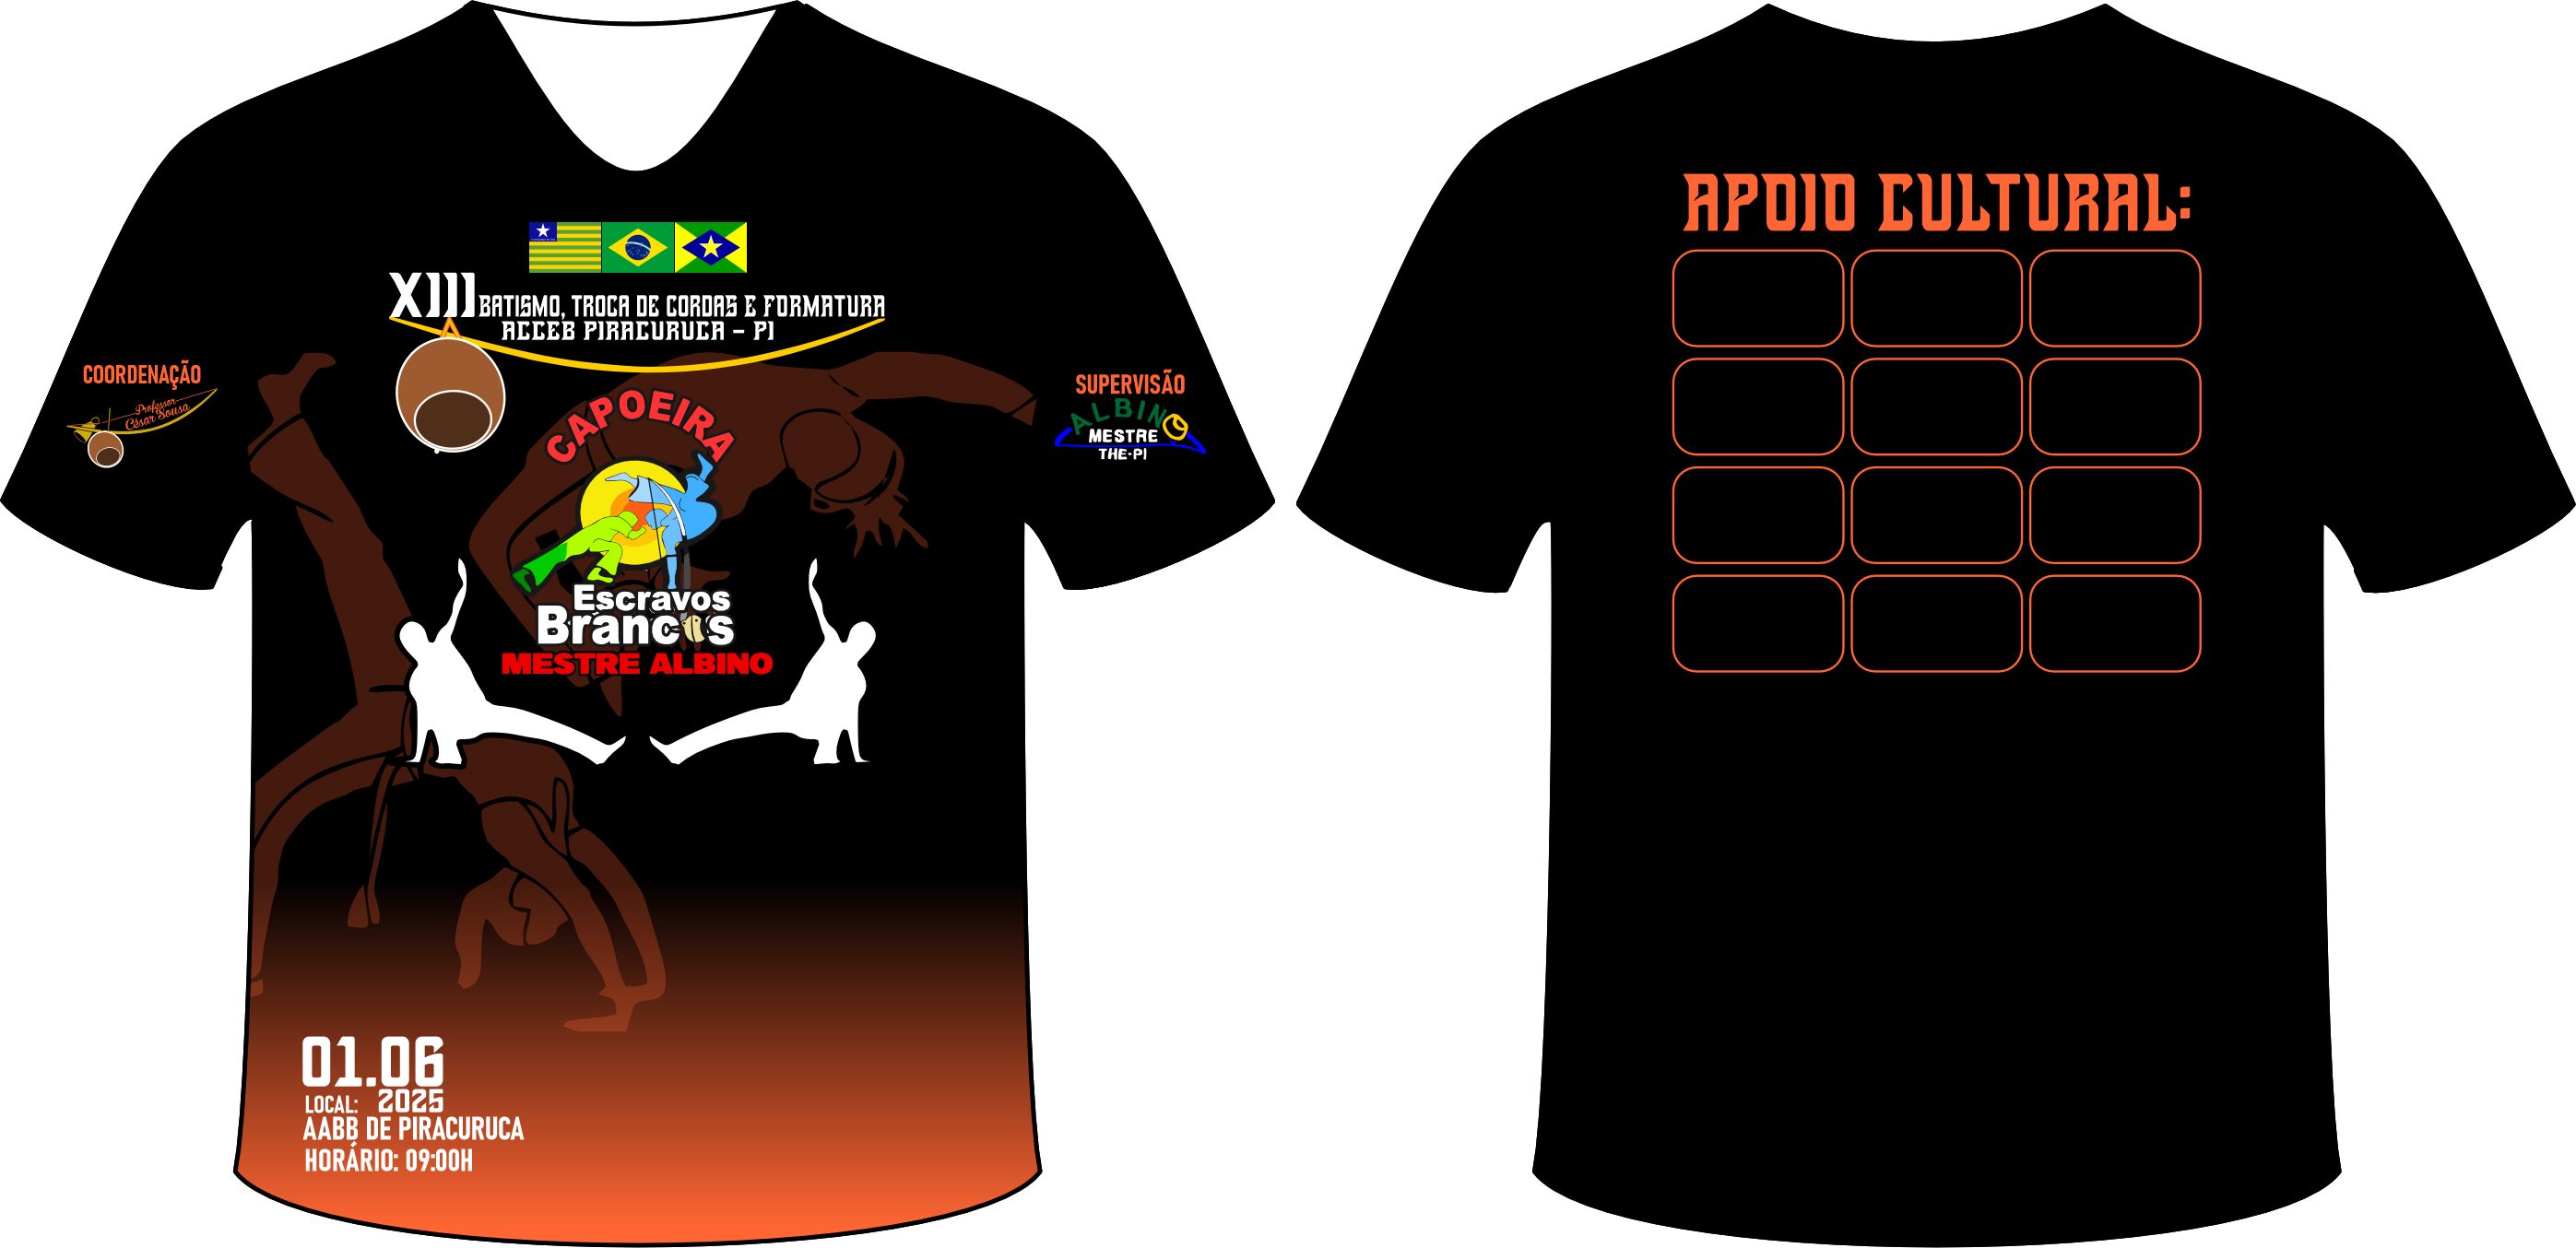 XIII BATISMO, TROCA DE CORDAS E FORMATURA
ACCEB PIRACURUCA - PI
COORDENAÇÃO
Professor
César Sousa
CAPOEIRA
Escravos
Brancos
MESTRE ALBINO
SUPERVISÃO
ALBINO
MESTRE
THE-PI
01.06
LOCAL: 2025
AABB DE PIRACURUCA
HORÁRIO: 09:00H
APOIO CULTURAL: